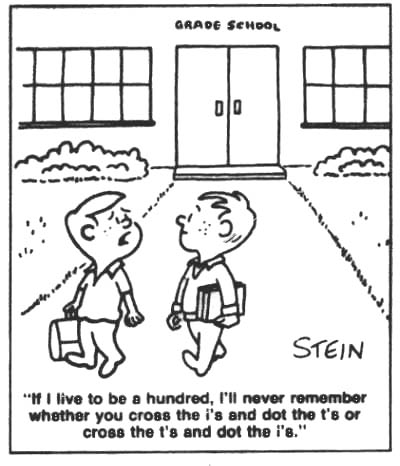 GRADE SCHOOL
STEIN
"If I live to be a hundred, I'll never remember
whether you cross the i's and dot the t's or
cross the t's and dot the i's."